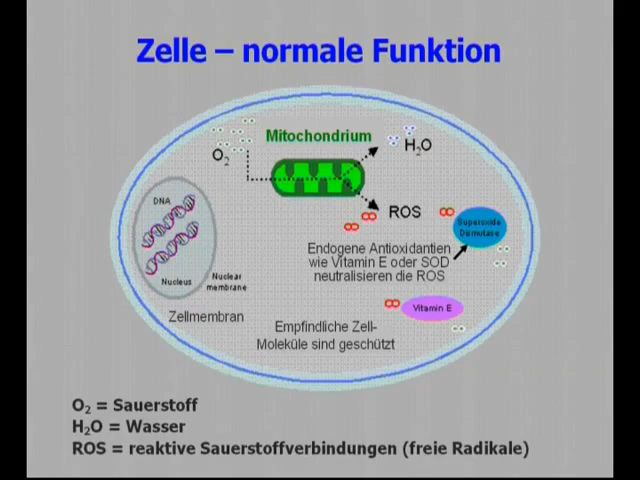 Zelle – normale Funktion
Mitochondrium
O₂
H₂O
DNA
ROS
Superoxide
Dismutase
Endogene Antioxidantien
wie Vitamin E oder SOD
neutralisieren die ROS
Nucleus
Nuclear
membrane
Vitamin E
Zellmembran
Empfindliche Zell-
Moleküle sind geschützt
O₂ = Sauerstoff
H₂O = Wasser
ROS = reaktive Sauerstoffverbindungen (freie Radikale)